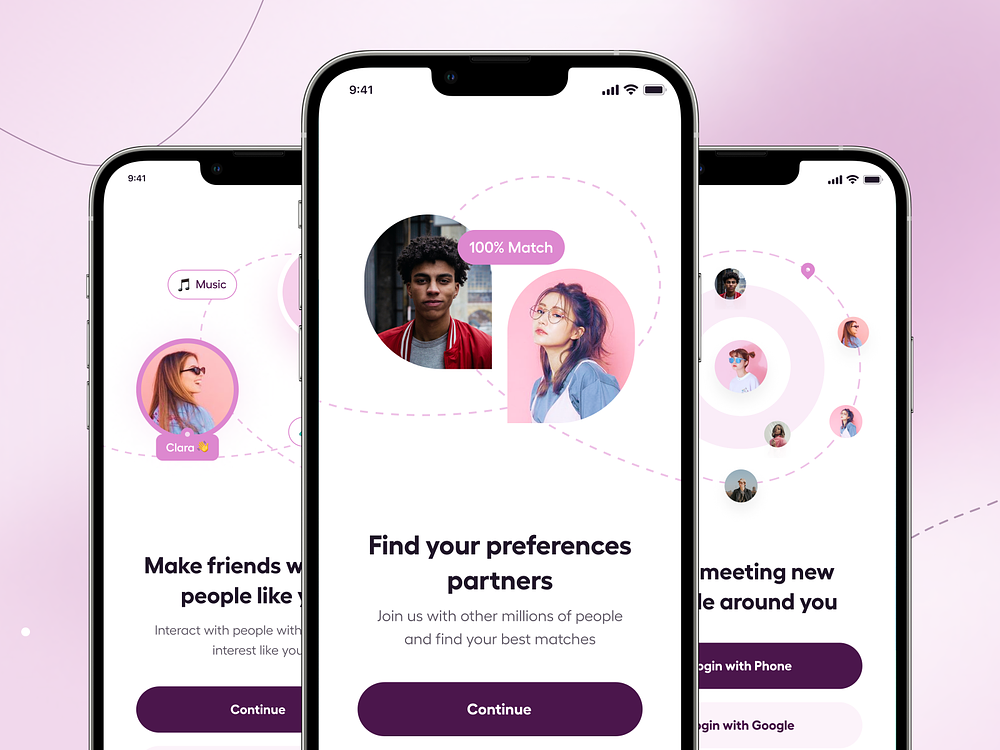 9:41
Music
Clara 👋
Make friends w
people like
Interact with people with
interest like you
Continue
9:41
100% Match
Find your preferences
partners
Join us with other millions of people
and find your best matches
Continue
meeting new
le around you
ogin with Phone
ogin with Google